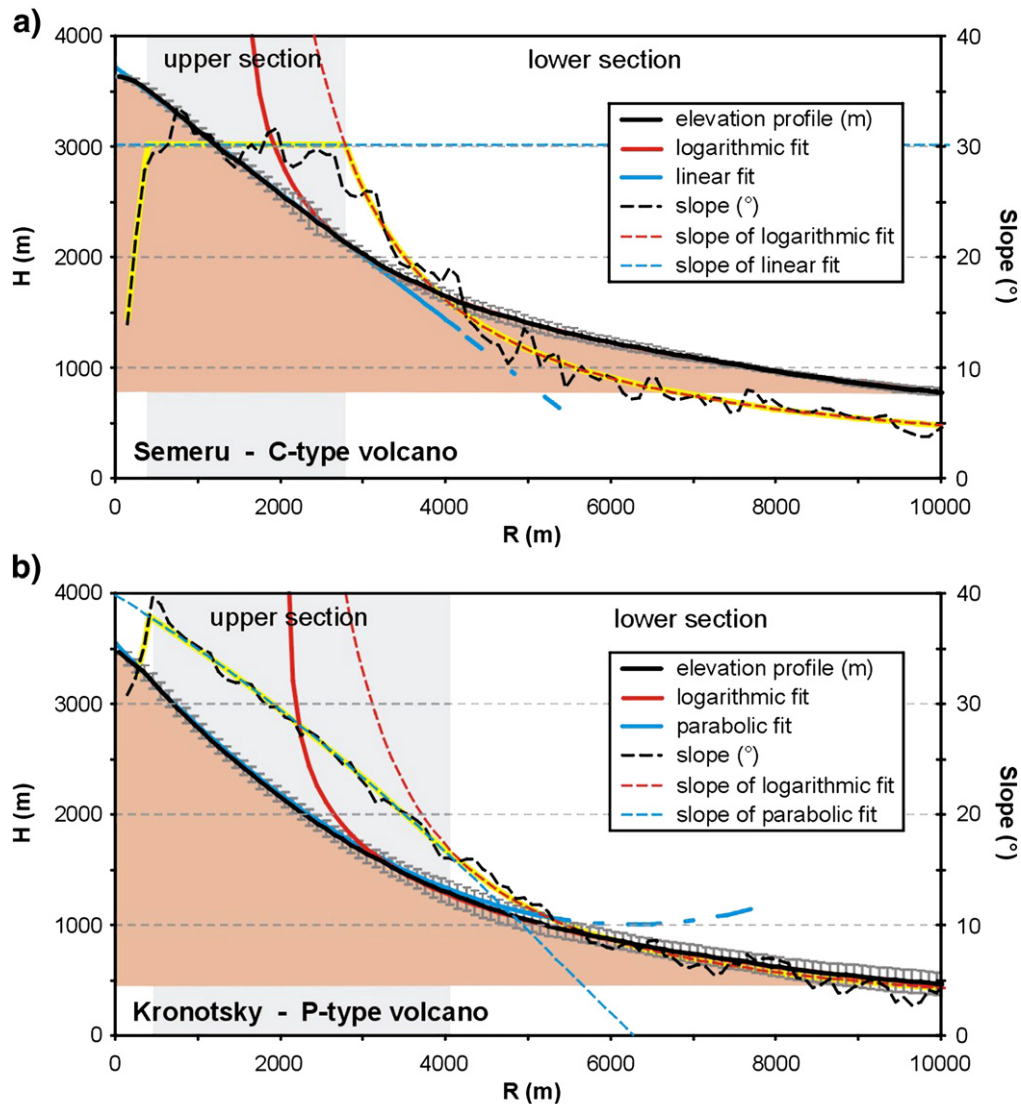 a)
4000
40
upper section
lower section
elevation profile (m)
logarithmic fit
linear fit
slope (°)
slope of logarithmic fit
slope of linear fit
3000
30
H (m)
2000
20
Slope (°)
1000
10
Semeru - C-type volcano
0
0
0
2000
4000
6000
8000
10000
R (m)
b)
4000
40
upper section
lower section
elevation profile (m)
logarithmic fit
parabolic fit
slope (°)
slope of logarithmic fit
slope of parabolic fit
3000
30
H (m)
2000
20
Slope (°)
1000
10
Kronotsky - P-type volcano
0
0
0
2000
4000
6000
8000
10000
R (m)